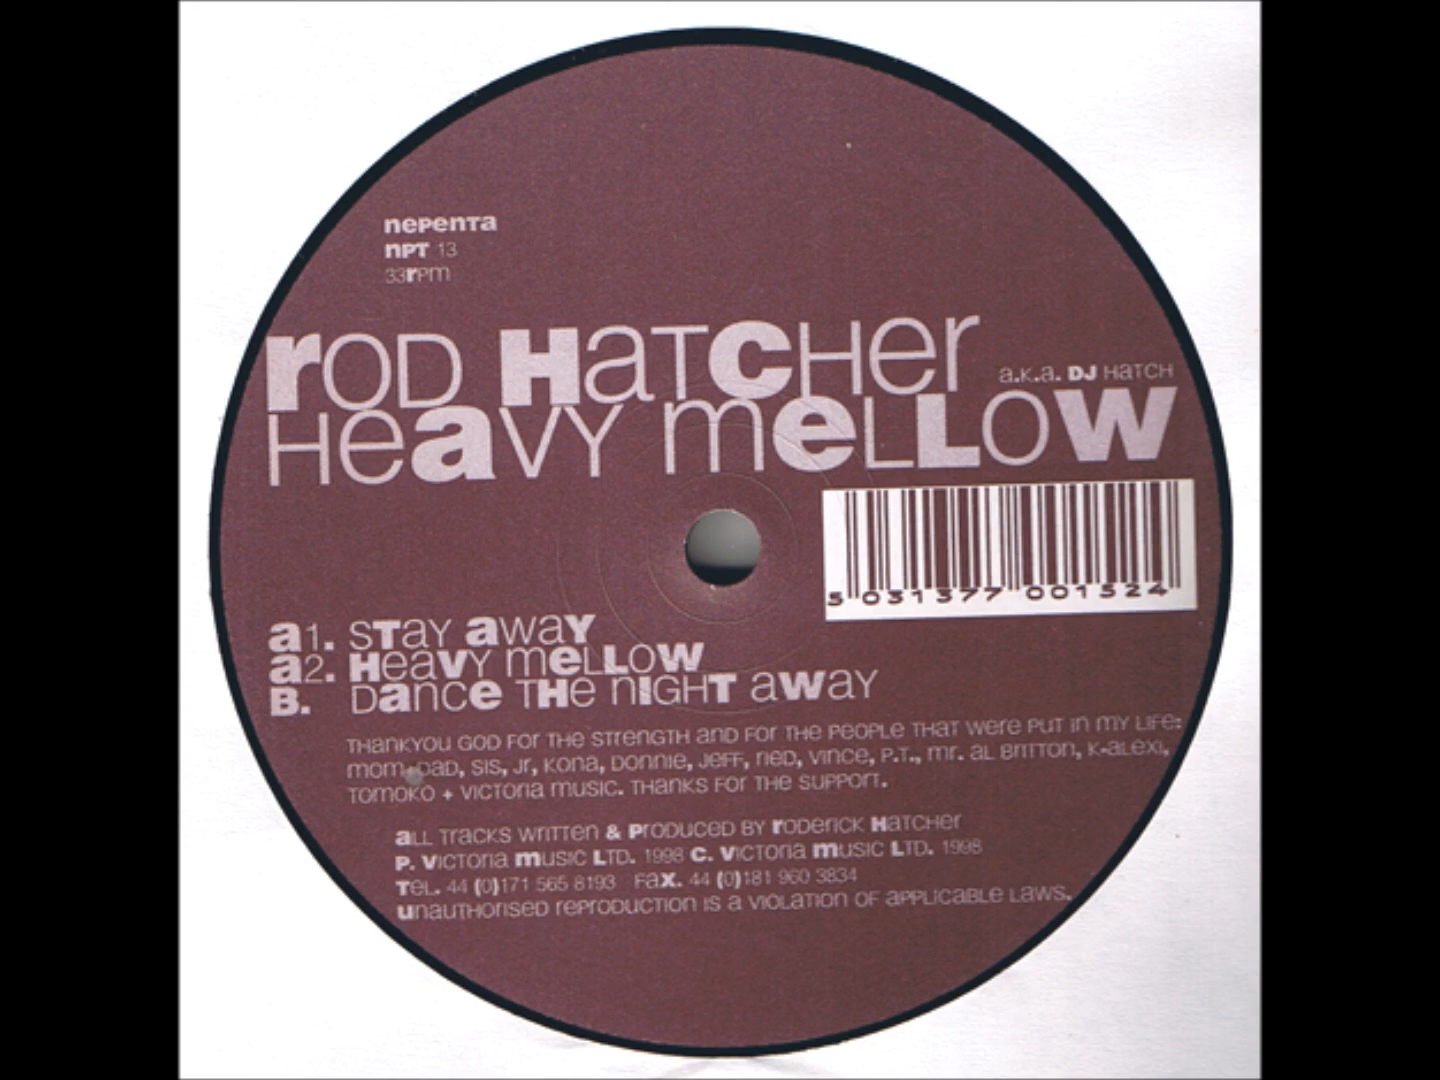 nepenta
npt 13
33rpm
rod Hatcher a.k.a. DJ Hatch
Heavy mellow
5 031377 001524
a1. stay away
a2. Heavy mellow
B. Dance the night away
thankyou God for the strength and for the people that were put in my life:
mom+dad, sis, Jr, Kona, Donnie, Jeff, ried, vince, P.T., mr. al Britton, K-alexi,
Tomoko + Victoria music. Thanks for the support.
all tracks written & produced by roderick Hatcher
P. Victoria music Ltd. 1998 C. Victoria music Ltd. 1998
Tel. 44 (0)171 565 8193 Fax. 44 (0)181 960 3834
unauthorised reproduction is a violation of applicable laws.